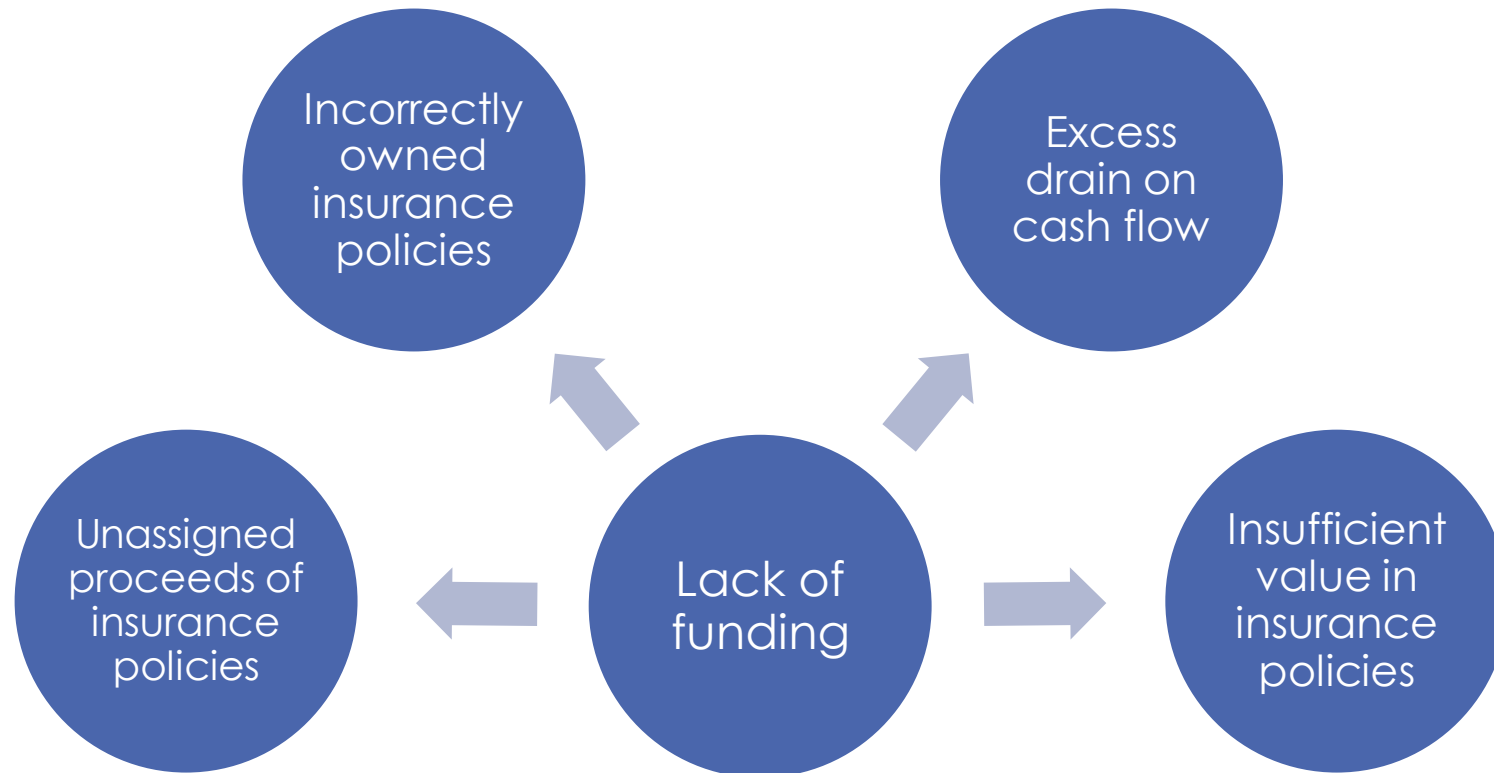 Incorrectly
owned
insurance
policies
Excess
drain on
cash flow
Unassigned
proceeds of
insurance
policies
Lack of
funding
Insufficient
value in
insurance
policies